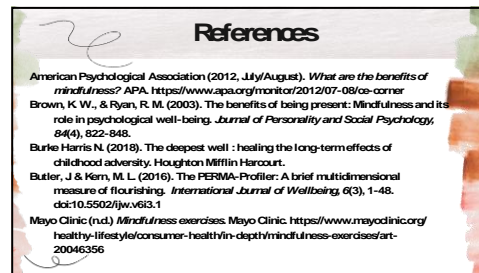 References
American Psychological Association (2012, July/August). What are the benefits of
mindfulness? APA. https://www.apa.org/monitor/2012/07-08/ce-corner
Brown, K. W., & Ryan, R. M. (2003). The benefits of being present: Mindfulness and its
role in psychological well-being. Journal of Personality and Social Psychology,
84(4), 822-848.
Burke Harris N. (2018). The deepest well : healing the long-term effects of
childhood adversity. Houghton Mifflin Harcourt.
Butler, J & Kern, M. L. (2016). The PERMA-Profiler: A brief multidimensional
measure of flourishing. International Journal of Wellbeing, 6(3), 1-48.
doi:10.5502/ijw.v6i3.1
Mayo Clinic (n.d.) Mindfulness exercises. Mayo Clinic. https://www.mayoclinic.org/
healthy-lifestyle/consumer-health/in-depth/mindfulness-exercises/art-
20046356